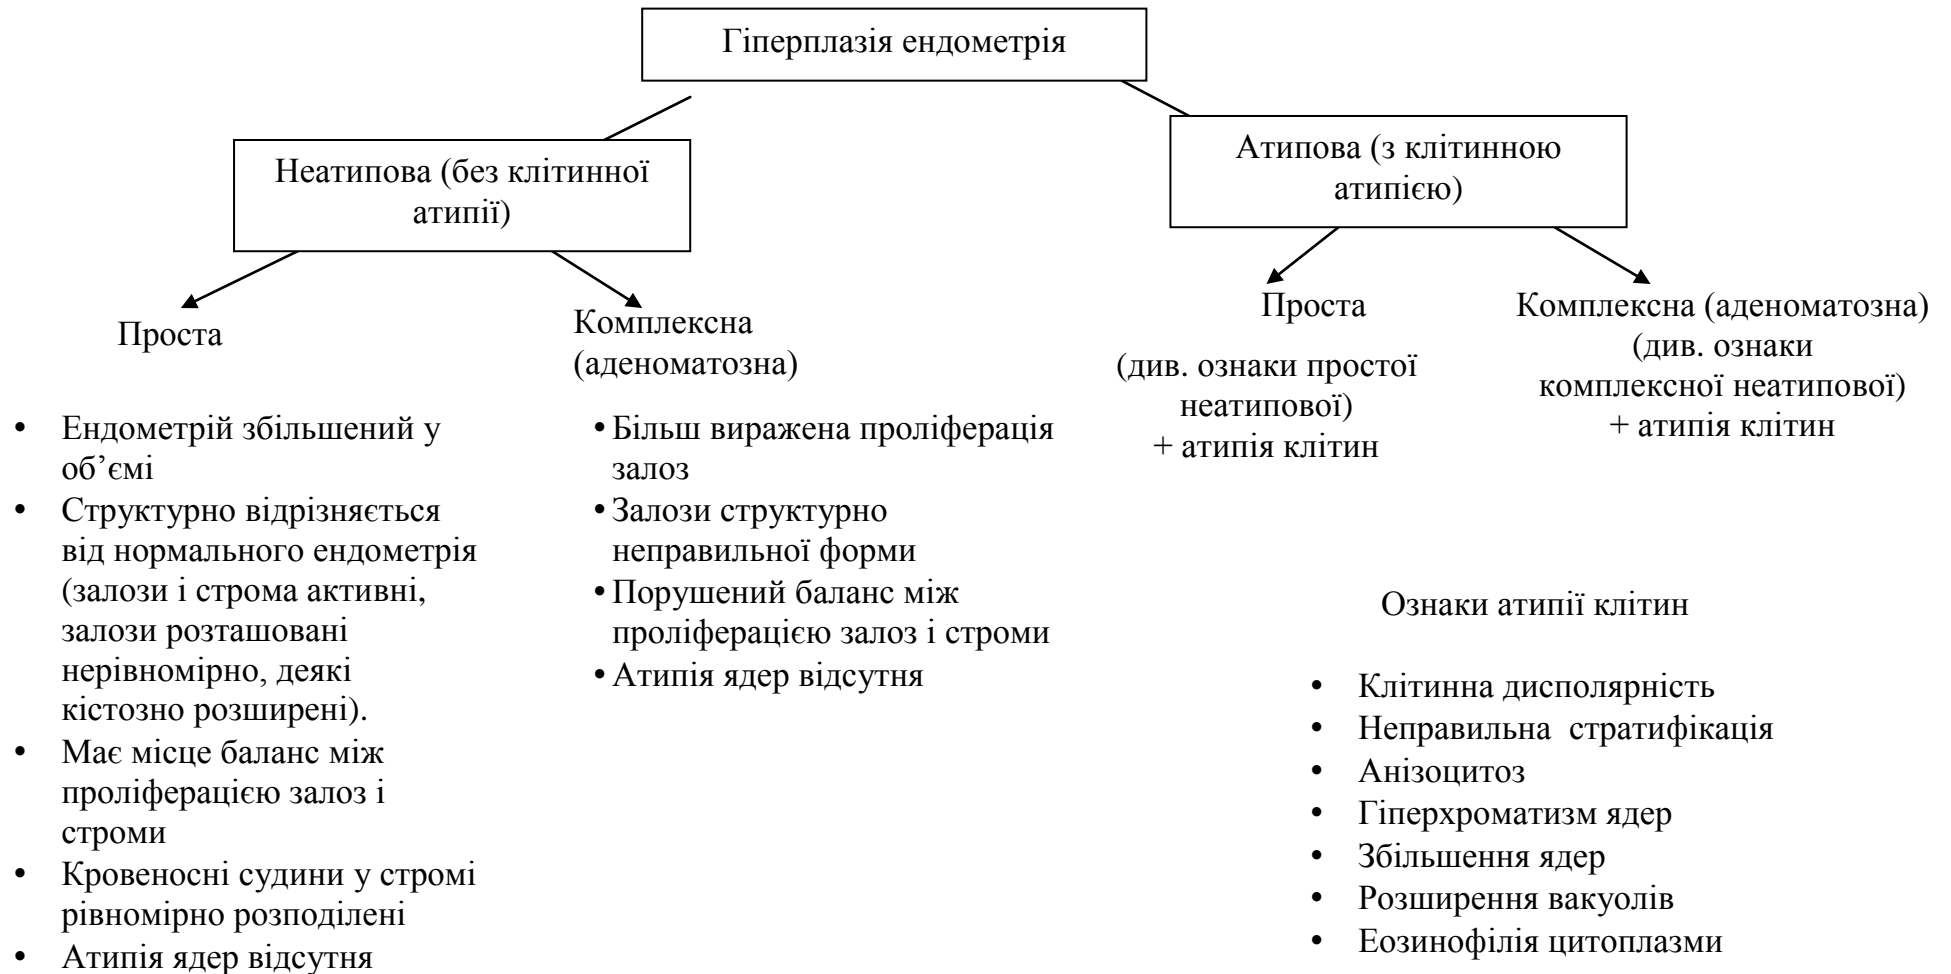 Гіперплазія ендометрія
Неатипова (без клітинної
атипії)
Атипова (з клітинною
атипією)
Проста
Комплексна
(аденоматозна)
Проста
(див. ознаки простої
неатипової)
+ атипія клітин
Комплексна (аденоматозна)
(див. ознаки
комплексної неатипової)
+ атипія клітин
• Ендометрій збільшений у
об’ємі
• Структурно відрізняється
від нормального ендометрія
(залози і строма активні,
залози розташовані
нерівномірно, деякі
кістозно розширені).
• Має місце баланс між
проліферацією залоз і
строми
• Кровеносні судини у стромі
рівномірно розподілені
• Атипія ядер відсутня
• Більш виражена проліферація
залоз
• Залози структурно
неправильної форми
• Порушений баланс між
проліферацією залоз і строми
• Атипія ядер відсутня
Ознаки атипії клітин
• Клітинна дисполярність
• Неправильна стратифікація
• Анізоцитоз
• Гіперхроматизм ядер
• Збільшення ядер
• Розширення вакуолів
• Еозинофілія цитоплазми